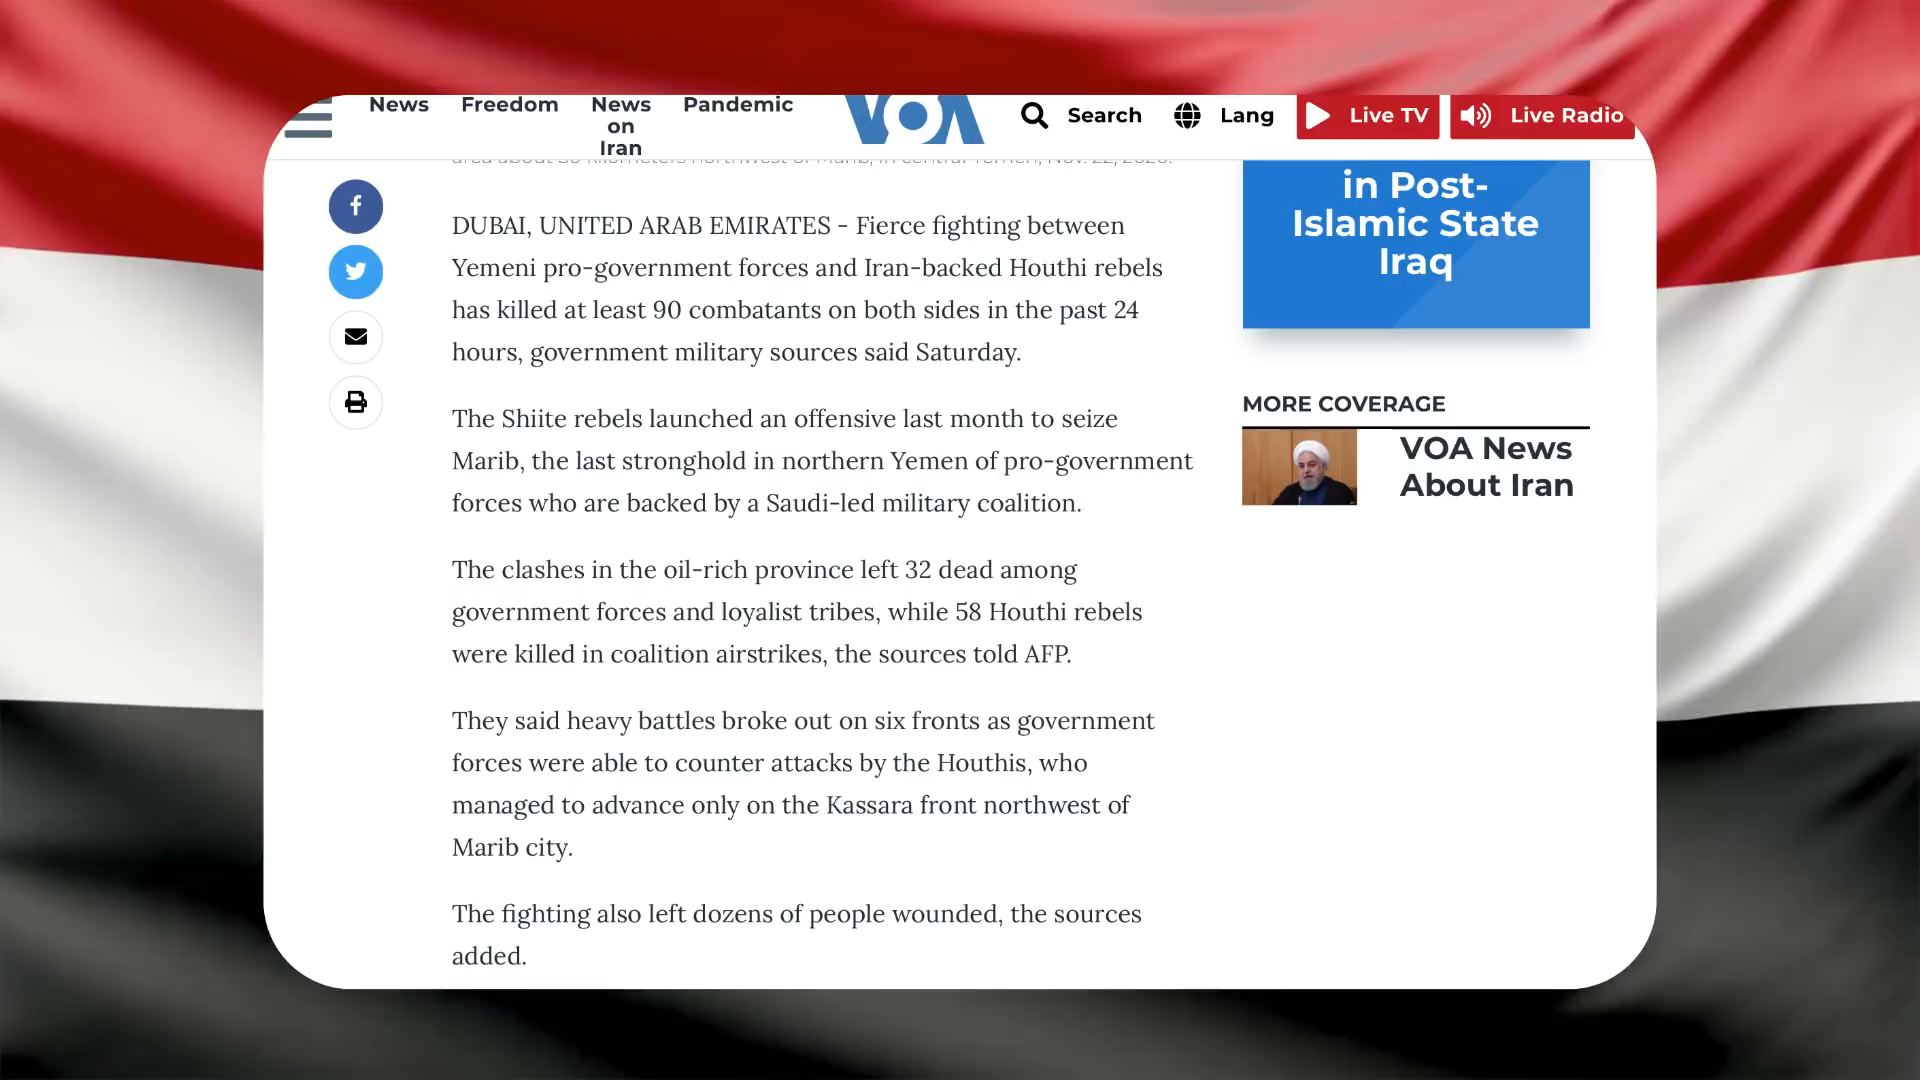 News Freedom News on Iran Pandemic VOA Search Lang Live TV Live Radio
DUBAI, UNITED ARAB EMIRATES - Fierce fighting between
Yemeni pro-government forces and Iran-backed Houthi rebels
has killed at least 90 combatants on both sides in the past 24
hours, government military sources said Saturday.
The Shiite rebels launched an offensive last month to seize
Marib, the last stronghold in northern Yemen of pro-government
forces who are backed by a Saudi-led military coalition.
The clashes in the oil-rich province left 32 dead among
government forces and loyalist tribes, while 58 Houthi rebels
were killed in coalition airstrikes, the sources told AFP.
They said heavy battles broke out on six fronts as government
forces were able to counter attacks by the Houthis, who
managed to advance only on the Kassara front northwest of
Marib city.
The fighting also left dozens of people wounded, the sources
added.
in Post-
Islamic State
Iraq
MORE COVERAGE
VOA News
About Iran